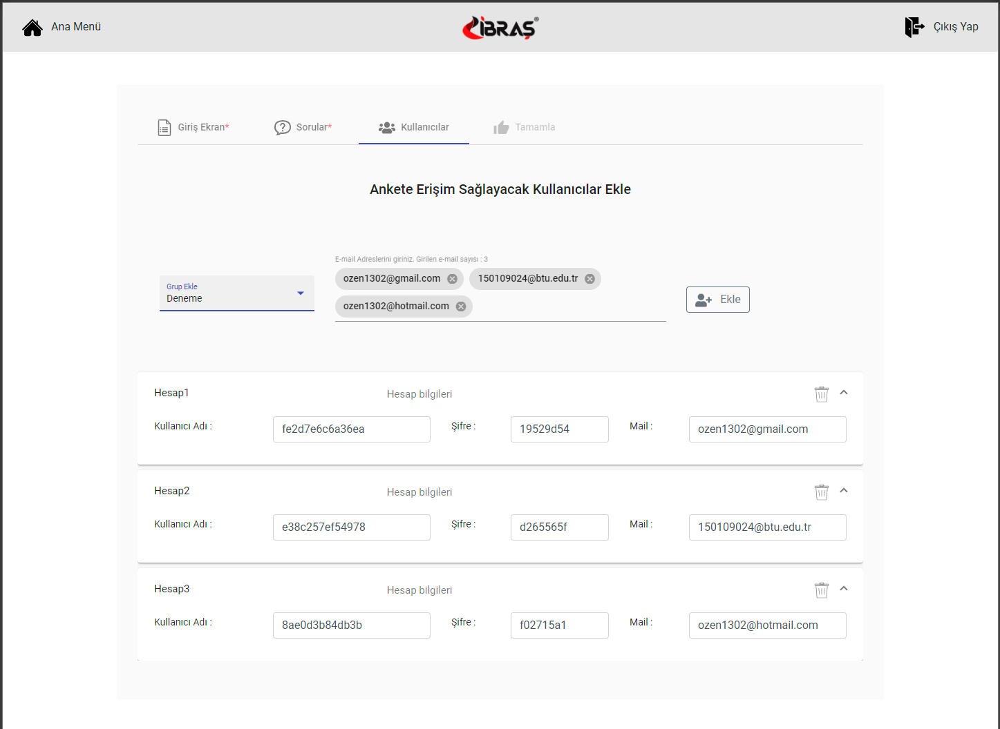 Ana Menü
İBRAŞ®
Çıkış Yap
Giriş Ekran*
Sorular*
Kullanıcılar
Tamamla
Ankete Erişim Sağlayacak Kullanıcılar Ekle
Grup Ekle
Deneme
E-mail Adreslerini giriniz. Girilen e-mail sayısı : 3
ozen1302@gmail.com
150109024@btu.edu.tr
ozen1302@hotmail.com
Ekle
Hesap1
Hesap bilgileri
Kullanıcı Adı : fe2d7e6c6a36ea Şifre : 19529d54 Mail : ozen1302@gmail.com
Hesap2
Hesap bilgileri
Kullanıcı Adı : e38c257ef54978 Şifre : d265565f Mail : 150109024@btu.edu.tr
Hesap3
Hesap bilgileri
Kullanıcı Adı : 8ae0d3b84db3b Şifre : f02715a1 Mail : ozen1302@hotmail.com